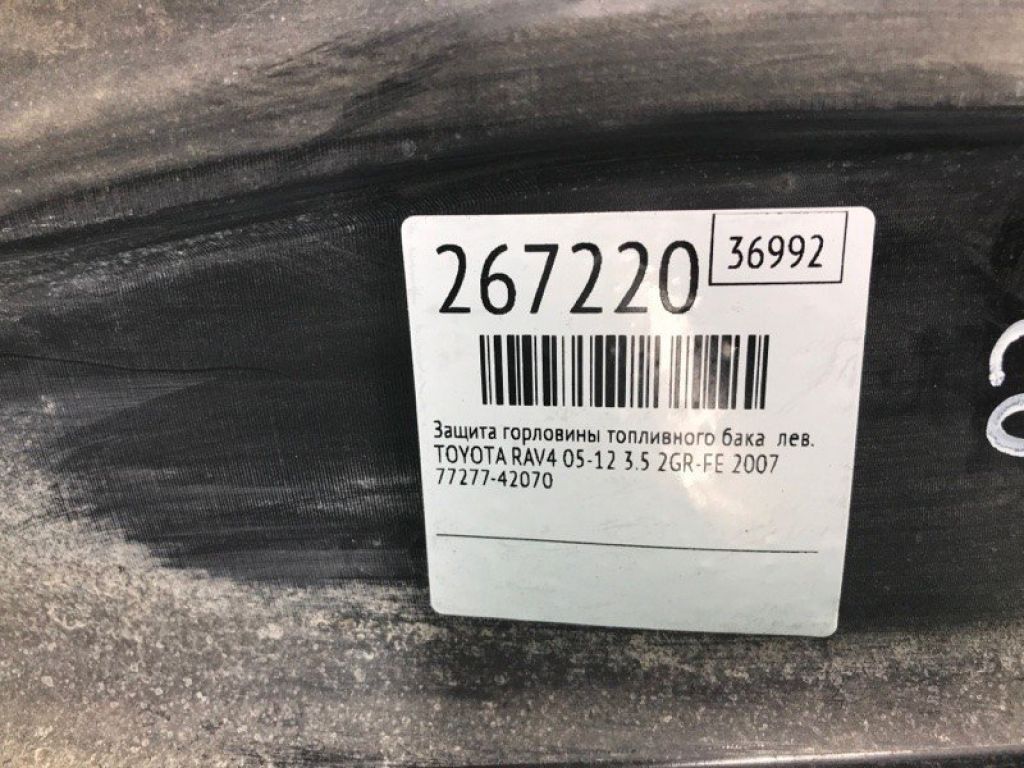 267220
36992
Защита горловины топливного бака лев.
TOYOTA RAV4 05-12 3.5 2GR-FE 2007
77277-42070